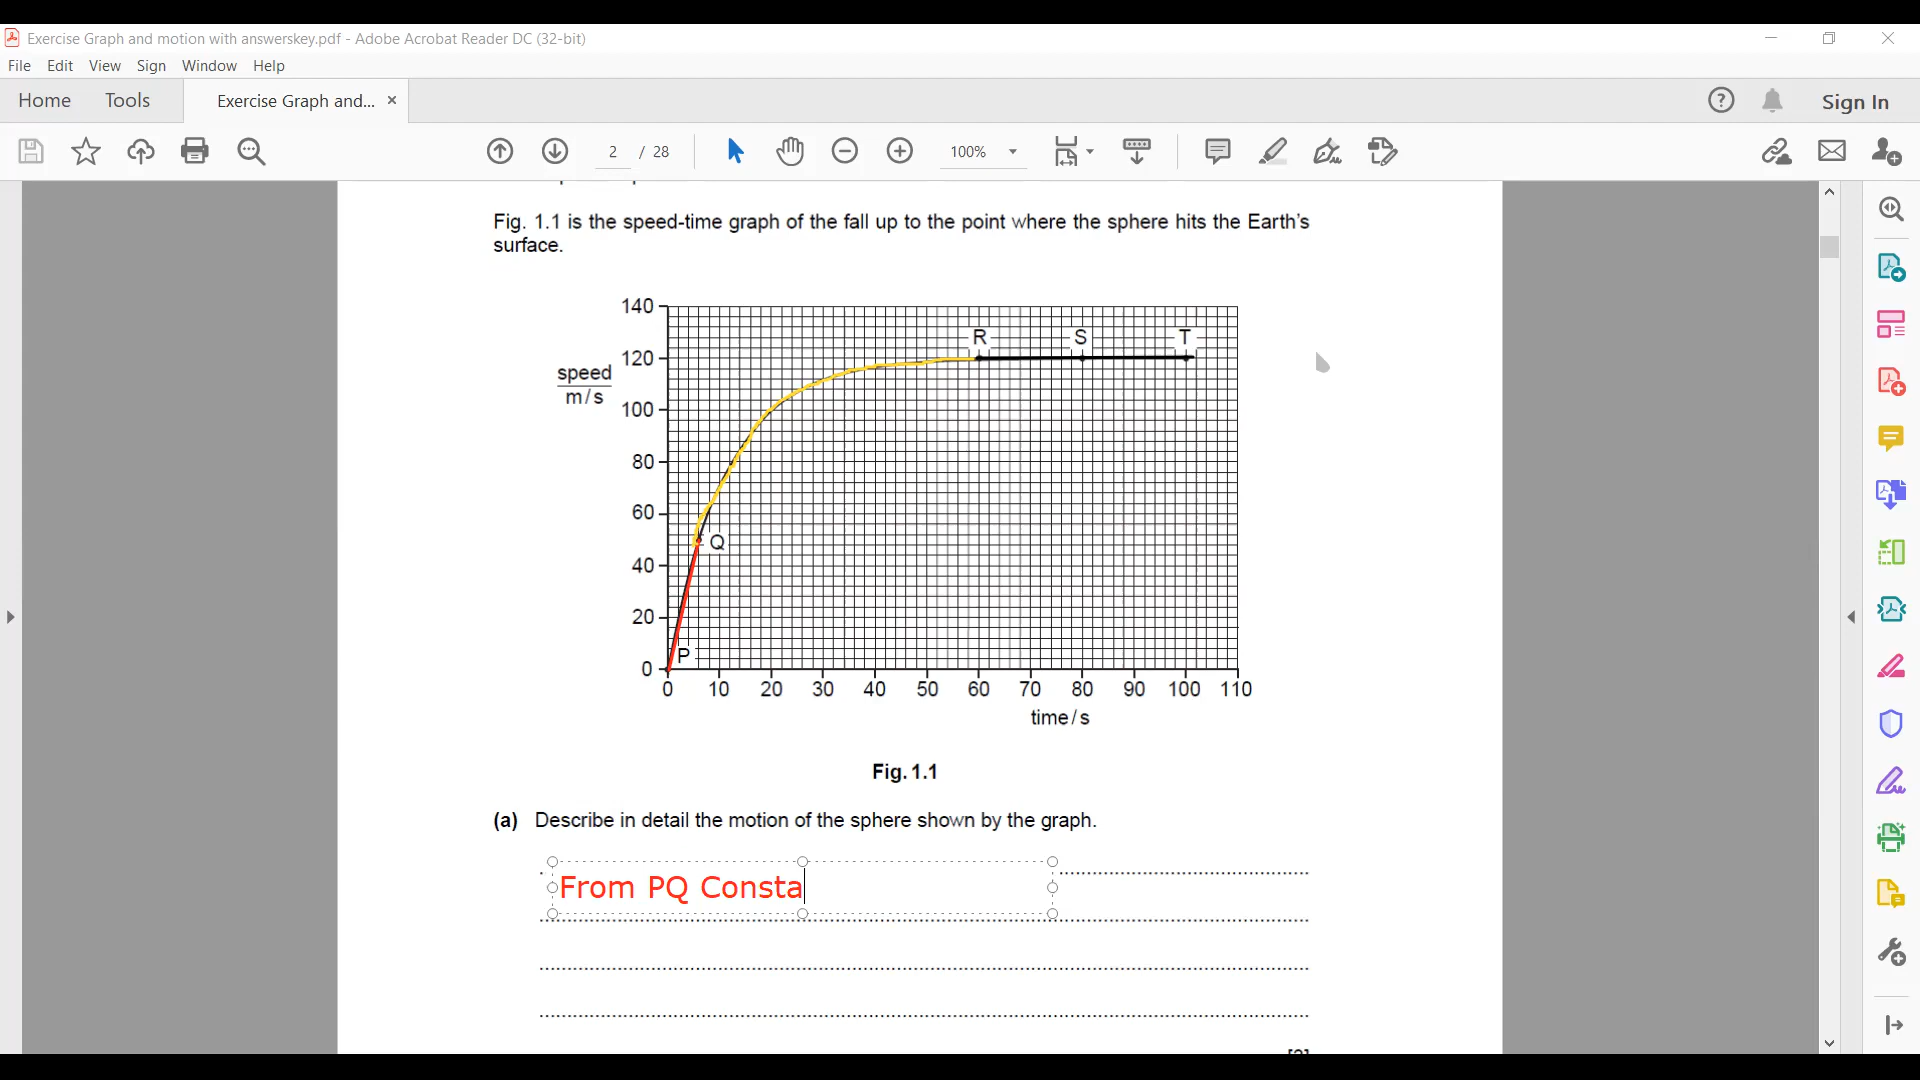 Exercise Graph and motion with answerskey.pdf - Adobe Acrobat Reader DC (32-bit)
File Edit View Sign Window Help
Home Tools Exercise Graph and... × Sign In
2 / 28 100%
Fig. 1.1 is the speed-time graph of the fall up to the point where the sphere hits the Earth's
surface.
140
R S T
120
speed
m/s
100
80
60
Q
40
20
P
0
0 10 20 30 40 50 60 70 80 90 100 110
time/s
Fig. 1.1
(a) Describe in detail the motion of the sphere shown by the graph.
From PQ Consta